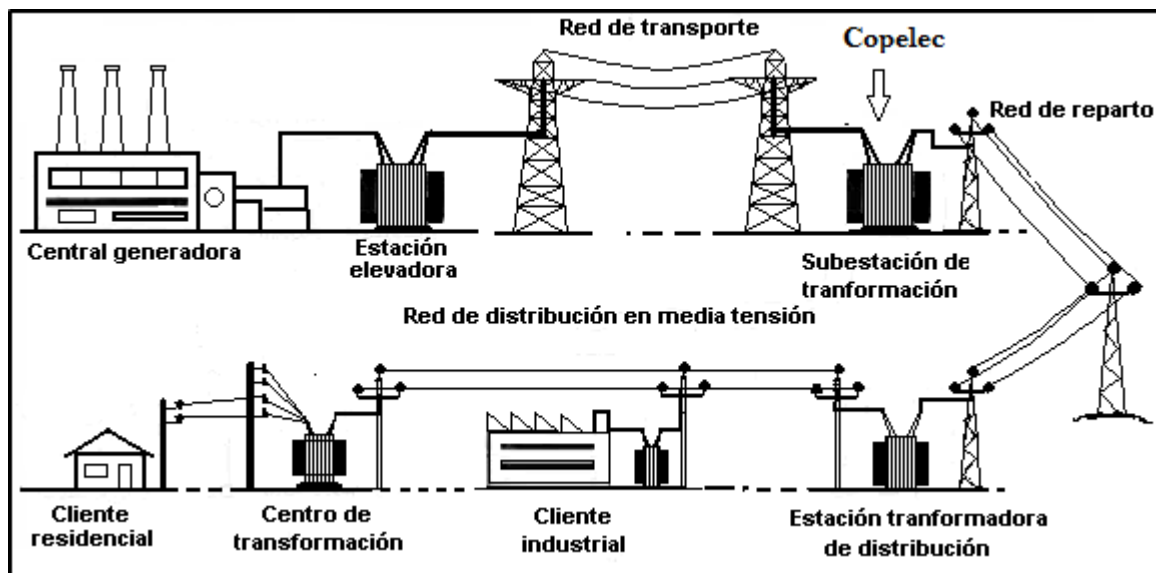 Red de transporte
Copelec
Red de reparto
Central generadora
Estación
elevadora
Subestación de
tranformación
Red de distribución en media tensión
Cliente
residencial
Centro de
transformación
Cliente
industrial
Estación tranformadora
de distribución